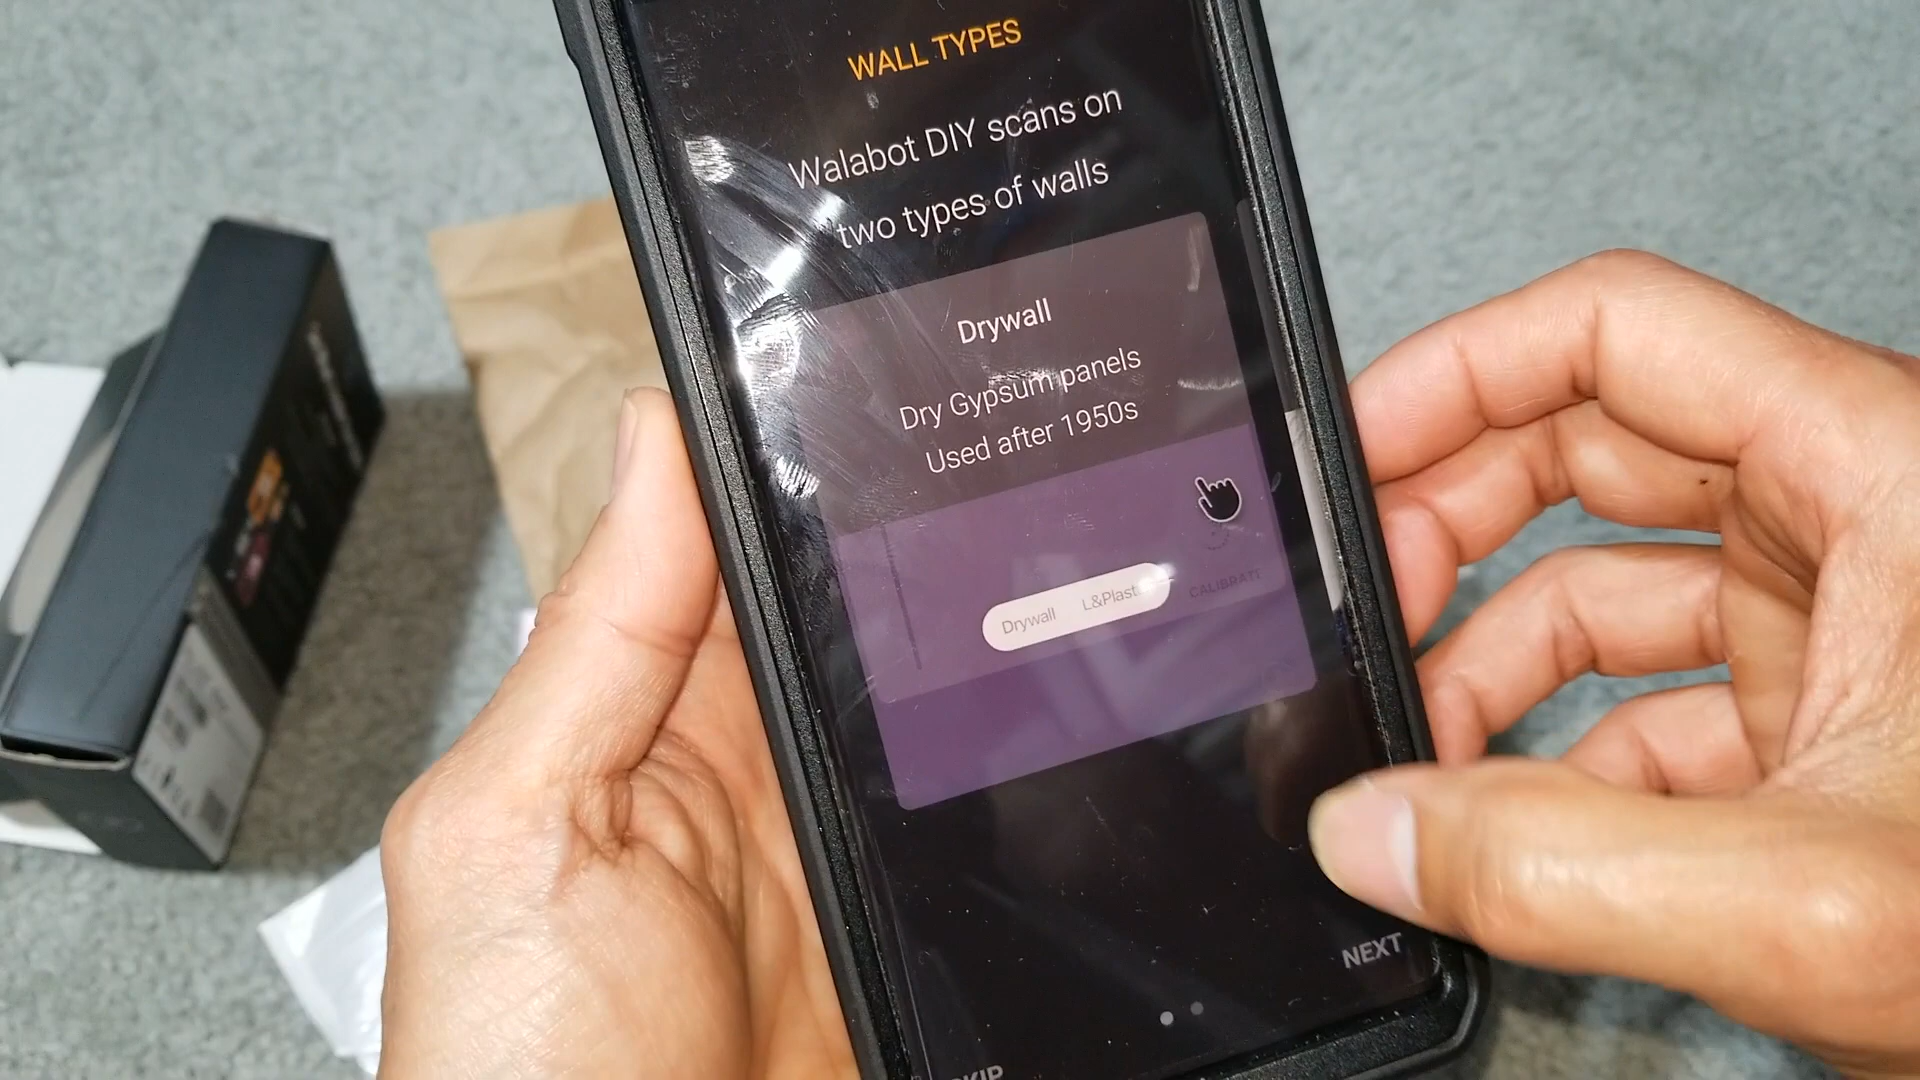 WALL TYPES
Walabot DIY scans on
two types of walls
Drywall
Dry Gypsum panels
Used after 1950s
Drywall L&Plast
CALIBRATE
NEXT